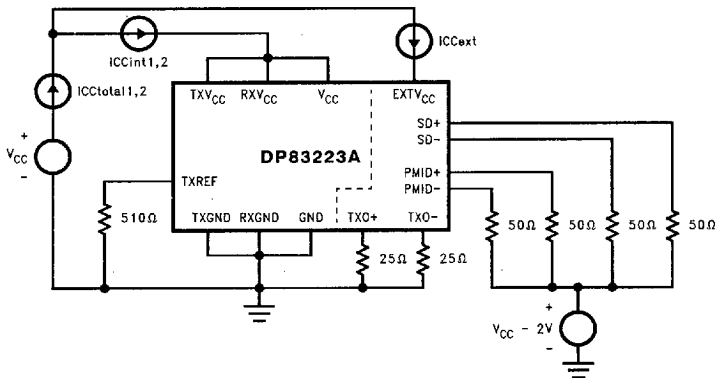 ICCext
ICCint1,2
ICCtotal1,2
TXVCC RXVCC VCC EXTVCC
SD+
SD-
DP83223A
+
VCC
-
PMID+
TXREF
PMID-
510Ω
TXGND RXGND GND TXO+ TXO-
50Ω 50Ω 50Ω 50Ω
25Ω 25Ω
+
VCC - 2V
-